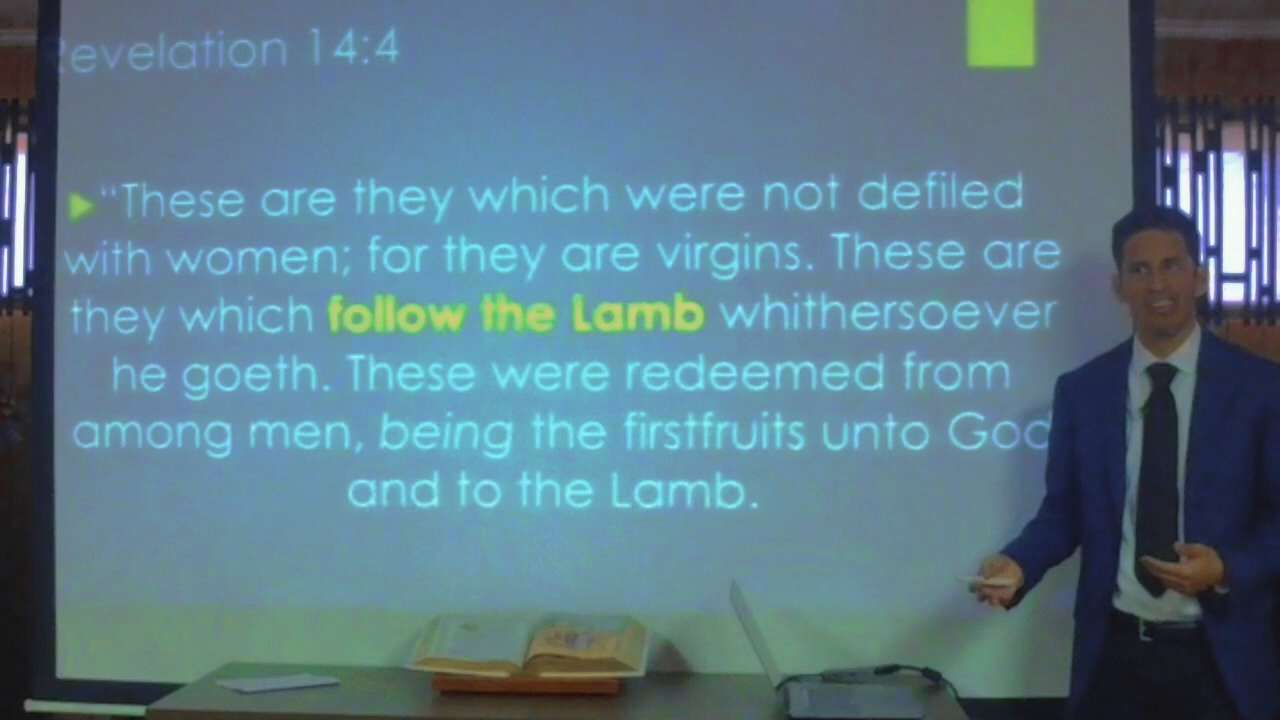 Revelation 14:4
"These are they which were not defiled
with women; for they are virgins. These are
they which follow the Lamb whithersoever
he goeth. These were redeemed from
among men, being the firstfruits unto God
and to the Lamb.